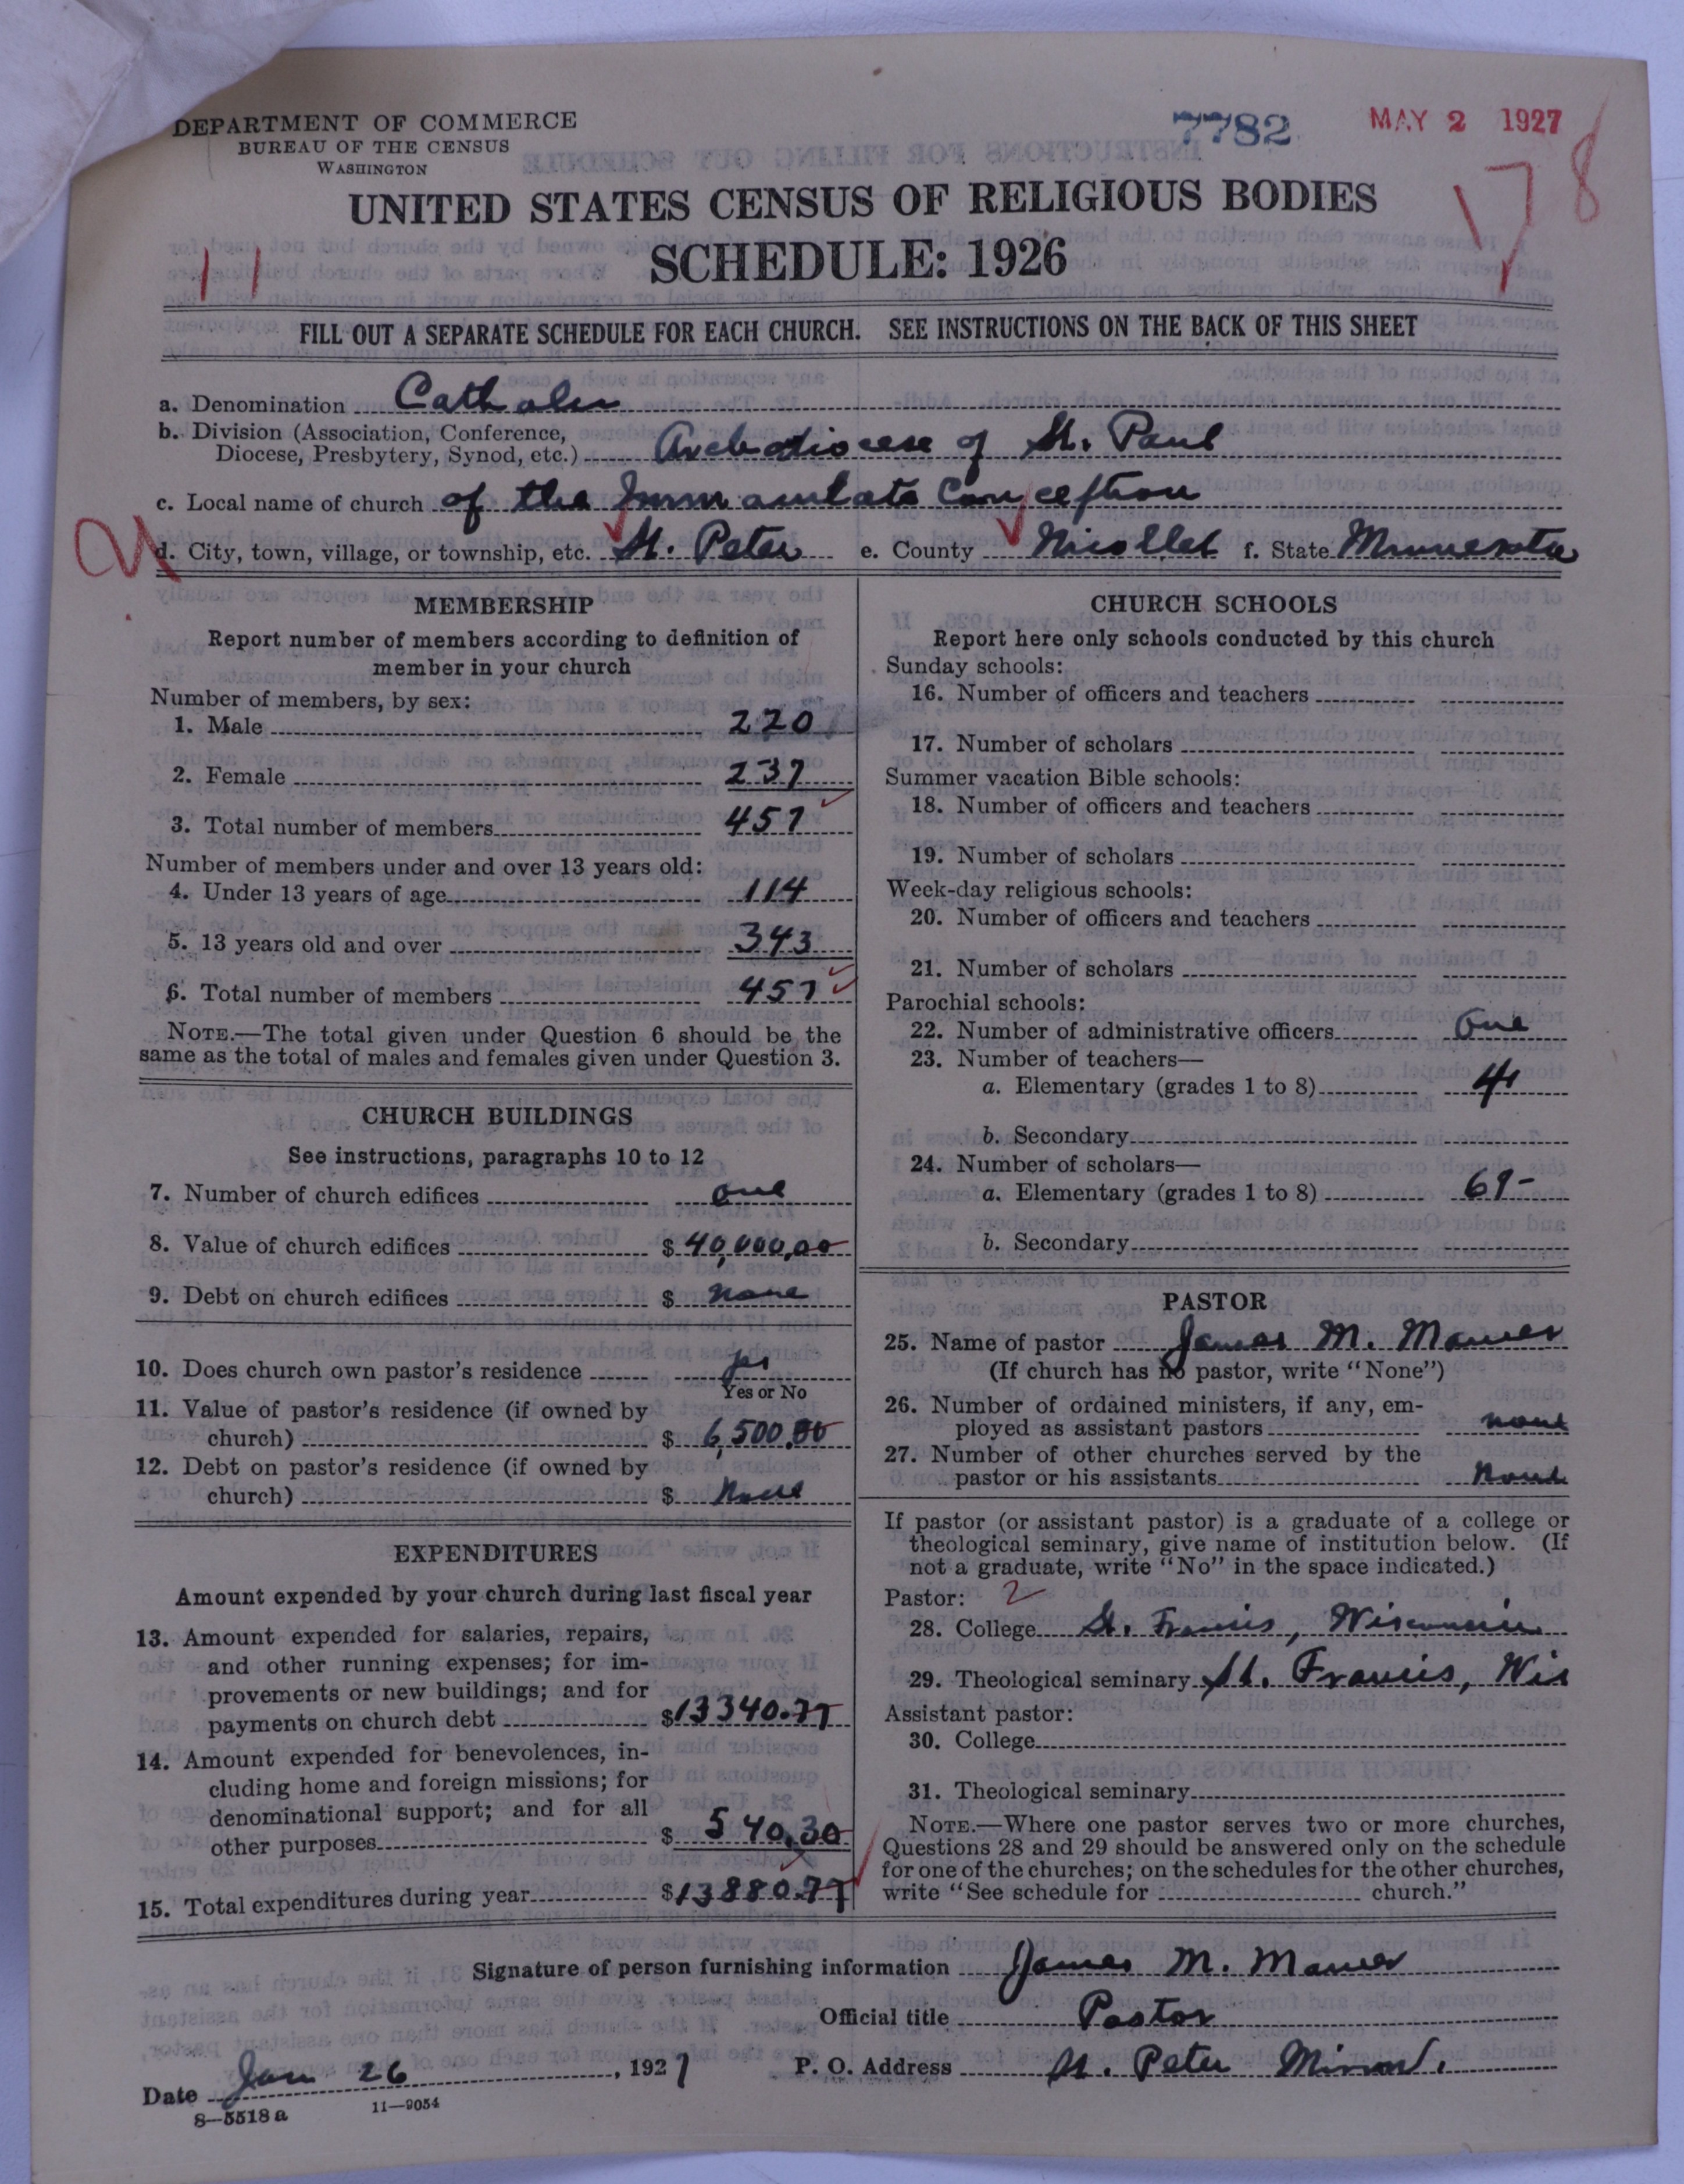 DEPARTMENT OF COMMERCE
BUREAU OF THE CENSUS
WASHINGTON
7782
MAY 2 1927
178
UNITED STATES CENSUS OF RELIGIOUS BODIES
11
SCHEDULE: 1926
FILL OUT A SEPARATE SCHEDULE FOR EACH CHURCH. SEE INSTRUCTIONS ON THE BACK OF THIS SHEET
a. Denomination Catholic
b. Division (Association, Conference,
Diocese, Presbytery, Synod, etc.) Archdiocese of St. Paul
c. Local name of church of the Immaculate Conception
d. City, town, village, or township, etc. St. Peter e. County Nicollet f. State Minnesota
MEMBERSHIP
Report number of members according to definition of
member in your church
Number of members, by sex:
1. Male 220
2. Female 237
3. Total number of members 457
Number of members under and over 13 years old:
4. Under 13 years of age 114
5. 13 years old and over 343
6. Total number of members 457
NOTE.—The total given under Question 6 should be the
same as the total of males and females given under Question 3.
CHURCH BUILDINGS
See instructions, paragraphs 10 to 12
7. Number of church edifices one
8. Value of church edifices $ 40,000,00
9. Debt on church edifices $ none
10. Does church own pastor's residence yes
Yes or No
11. Value of pastor's residence (if owned by
church) $ 6,500.00
12. Debt on pastor's residence (if owned by
church) $ None
EXPENDITURES
Amount expended by your church during last fiscal year
13. Amount expended for salaries, repairs,
and other running expenses; for im-
provements or new buildings; and for
payments on church debt $13340.77
14. Amount expended for benevolences, in-
cluding home and foreign missions; for
denominational support; and for all
other purposes $ 540,30
15. Total expenditures during year $13880.77
CHURCH SCHOOLS
Report here only schools conducted by this church
Sunday schools:
16. Number of officers and teachers
17. Number of scholars
Summer vacation Bible schools:
18. Number of officers and teachers
19. Number of scholars
Week-day religious schools:
20. Number of officers and teachers
21. Number of scholars
Parochial schools:
22. Number of administrative officers One
23. Number of teachers—
a. Elementary (grades 1 to 8) 4
b. Secondary
24. Number of scholars—
a. Elementary (grades 1 to 8) 69-
b. Secondary
PASTOR
25. Name of pastor James M.
(If church has no pastor, write "None")
26. Number of ordained ministers, if any, em-
ployed as assistant pastors none
27. Number of other churches served by the
pastor or his assistants None
If pastor (or assistant pastor) is a graduate of a college or
theological seminary, give name of institution below. (If
not a graduate, write "No" in the space indicated.)
Pastor: 2
28. College St. Francis, Wisconsin
29. Theological seminary St. Francis, Wis
Assistant pastor:
30. College
31. Theological seminary
NOTE.—Where one pastor serves two or more churches,
Questions 28 and 29 should be answered only on the schedule
for one of the churches; on the schedules for the other churches,
write "See schedule for church."
Signature of person furnishing information James M.
Official title Pastor
Date Jan 26, 1927 P. O. Address St. Peter Minn.
8—5518 a 11—9054